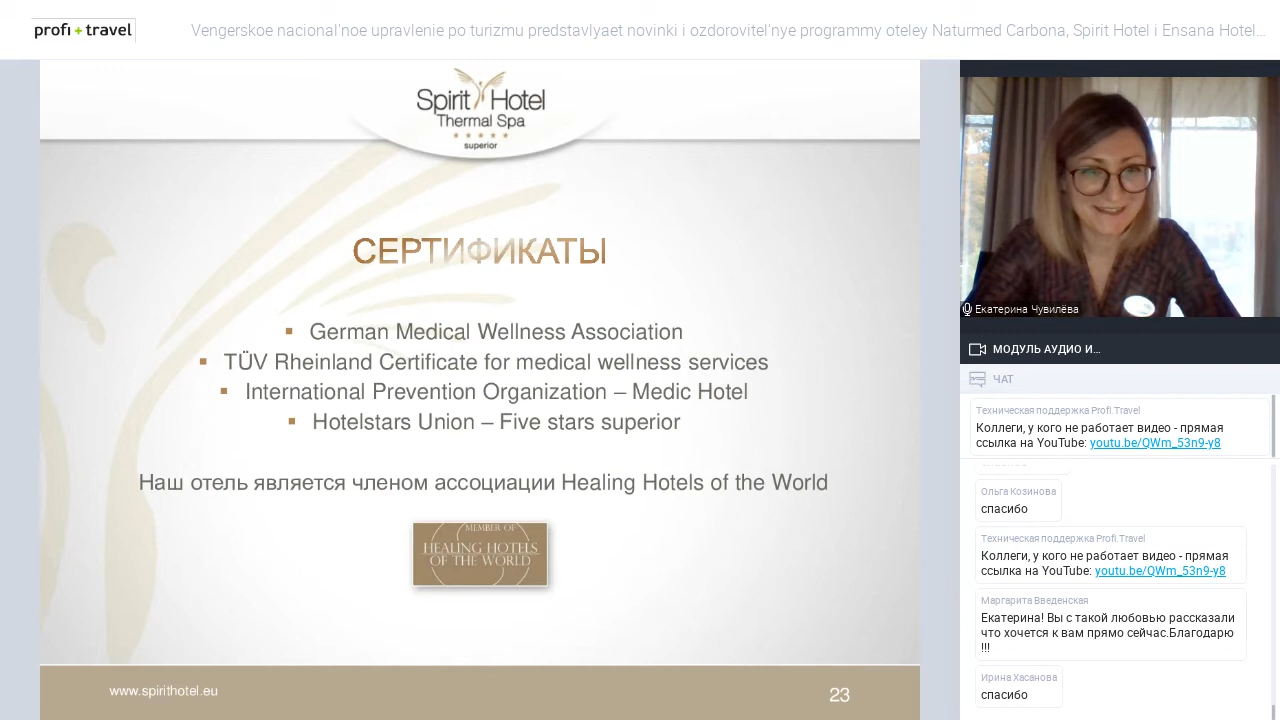 profi + travel
Vengerskoe nacional'noe upravlenie po turizmu predstavlyaet novinki i ozdorovitel'nye programmy oteley Naturmed Carbona, Spirit Hotel i Ensana Hotel...
Spirit Hotel
Thermal Spa
superior
СЕРТИФИКАТЫ
▪ German Medical Wellness Association
▪ TÜV Rheinland Certificate for medical wellness services
▪ International Prevention Organization – Medic Hotel
▪ Hotelstars Union – Five stars superior
Наш отель является членом ассоциации Healing Hotels of the World
MEMBER OF
HEALING HOTELS
OF THE WORLD
www.spirithotel.eu
23
Екатерина Чувилёва
МОДУЛЬ АУДИО И...
ЧАТ
Техническая поддержка Profi.Travel
Коллеги, у кого не работает видео - прямая
ссылка на YouTube: youtu.be/QWm_53n9-y8
Ольга Козинова
спасибо
Техническая поддержка Profi.Travel
Коллеги, у кого не работает видео - прямая
ссылка на YouTube: youtu.be/QWm_53n9-y8
Маргарита Введенская
Екатерина! Вы с такой любовью рассказали
что хочется к вам прямо сейчас.Благодарю
!!!
Ирина Хасанова
спасибо